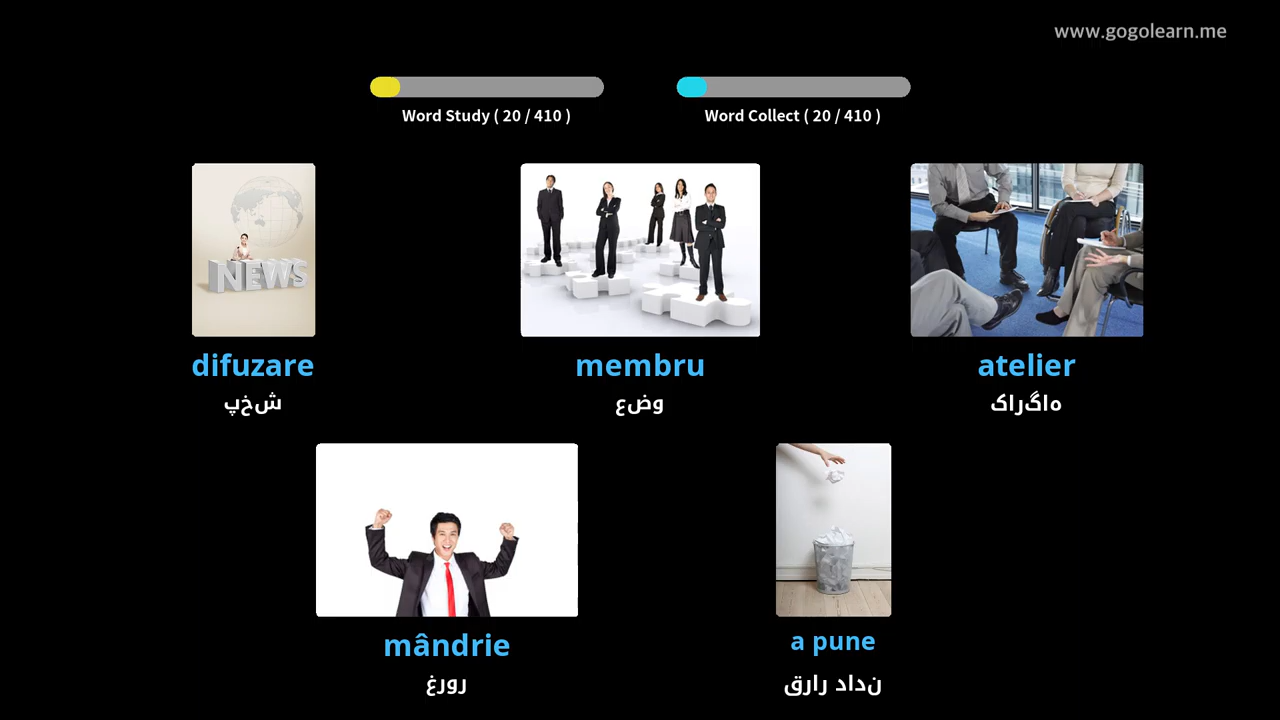 www.gogolearn.me
Word Study ( 20 / 410 )
Word Collect ( 20 / 410 )
NEWS
difuzare
شخپ
membru
وضع
atelier
هاگراک
mândrie
رورغ
a pune
نداد رارق